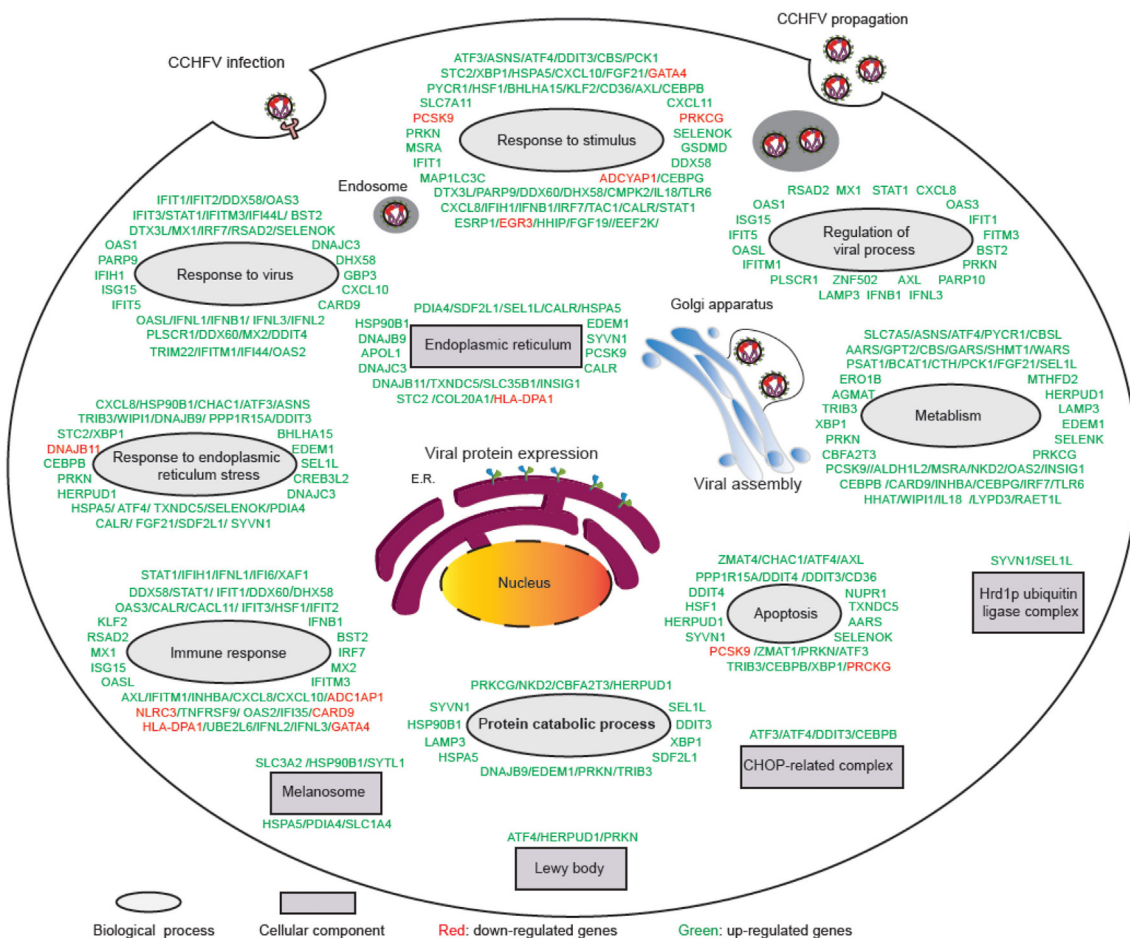 CCHFV propagation
CCHFV infection
ATF3/ASNS/ATF4/DDIT3/CBS/PCK1
STC2/XBP1/HSPA5/CXCL10/FGF21/GATA4
PYCR1/HSF1/BHLHA15/KLF2/CD36/AXL/CEBPB
SLC7A11
CXCL11
PCSK9
PRKCG
PRKN
Response to stimulus
SELENOK
MSRA
GSDMD
IFIT1
DDX58
MAP1LC3C
ADCYAP1/CEBPG
DTX3L/PARP9/DDX60/DHX58/CMPK2/IL18/TLR6
CXCL8/IFIH1/IFNB1/IRF7/TAC1/CALR/STAT1
ESRP1/EGR3/HHIP/FGF19//EEF2K/
Endosome
IFIT1/IFIT2/DDX58/OAS3
IFIT3/STAT1/IFITM3/IFI44L/ BST2
DTX3L/MX1/IRF7/RSAD2/SELENOK
OAS1
DNAJC3
PARP9
DHX58
IFIH1
Response to virus
GBP3
ISG15
CXCL10
IFIT5
CARD9
OASL/IFNL1/IFNB1/ IFNL3/IFNL2
PLSCR1/DDX60/MX2/DDIT4
TRIM22/IFITM1/IFI44/OAS2
RSAD2 MX1 STAT1 CXCL8
OAS1
OAS3
ISG15
IFIT1
IFIT5
Regulation of
viral process
FITM3
OASL
BST2
IFITM1
PRKN
PLSCR1 ZNF502 AXL PARP10
LAMP3 IFNB1 IFNL3
PDIA4/SDF2L1/SEL1L/CALR/HSPA5
HSP90B1
EDEM1
DNAJB9
Endoplasmic reticulum
SYVN1
APOL1
PCSK9
DNAJC3
CALR
DNAJB11/TXNDC5/SLC35B1/INSIG1
STC2 /COL20A1/HLA-DPA1
Golgi apparatus
SLC7A5/ASNS/ATF4/PYCR1/CBSL
AARS/GPT2/CBS/GARS/SHMT1/WARS
PSAT1/BCAT1/CTH/PCK1/FGF21/SEL1L
ERO1B
MTHFD2
AGMAT
HERPUD1
TRIB3
Metablism
LAMP3
XBP1
EDEM1
PRKN
SELENK
CBFA2T3
PRKCG
PCSK9//ALDH1L2/MSRA/NKD2/OAS2/INSIG1
CEBPB /CARD9/INHBA/CEBPG/IRF7/TLR6
HHAT/WIPI1/IL18 /LYPD3/RAET1L
CXCL8/HSP90B1/CHAC1/ATF3/ASNS
TRIB3/WIPI1/DNAJB9/ PPP1R15A/DDIT3
STC2/XBP1
BHLHA15
DNAJB11
EDEM1
CEBPB
Response to endoplasmic
reticulum stress
SEL1L
PRKN
CREB3L2
HERPUD1
DNAJC3
HSPA5/ ATF4/ TXNDC5/SELENOK/PDIA4
CALR/ FGF21/SDF2L1/ SYVN1
Viral protein expression
E.R.
Viral assembly
Nucleus
STAT1/IFIH1/IFNL1/IFI6/XAF1
DDX58/STAT1/ IFIT1/DDX60/DHX58
OAS3/CALR/CACL11/ IFIT3/HSF1/IFIT2
KLF2
IFNB1
RSAD2
BST2
MX1
Immune response
IRF7
ISG15
MX2
OASL
IFITM3
AXL/IFITM1/INHBA/CXCL8/CXCL10/ADC1AP1
NLRC3/TNFRSF9/ OAS2/IFI35/CARD9
HLA-DPA1/UBE2L6/IFNL2/IFNL3/GATA4
ZMAT4/CHAC1/ATF4/AXL
PPP1R15A/DDIT4 /DDIT3/CD36
DDIT4
NUPR1
HSF1
Apoptosis
TXNDC5
HERPUD1
AARS
SYVN1
SELENOK
PCSK9 /ZMAT1/PRKN/ATF3
TRIB3/CEBPB/XBP1/PRCKG
SYVN1/SEL1L
Hrd1p ubiquitin
ligase complex
PRKCG/NKD2/CBFA2T3/HERPUD1
SYVN1
SEL1L
HSP90B1
Protein catabolic process
DDIT3
LAMP3
XBP1
HSPA5
SDF2L1
DNAJB9/EDEM1/PRKN/TRIB3
ATF3/ATF4/DDIT3/CEBPB
CHOP-related complex
SLC3A2 /HSP90B1/SYTL1
Melanosome
HSPA5/PDIA4/SLC1A4
ATF4/HERPUD1/PRKN
Lewy body
Biological process
Cellular component
Red: down-regulated genes
Green: up-regulated genes